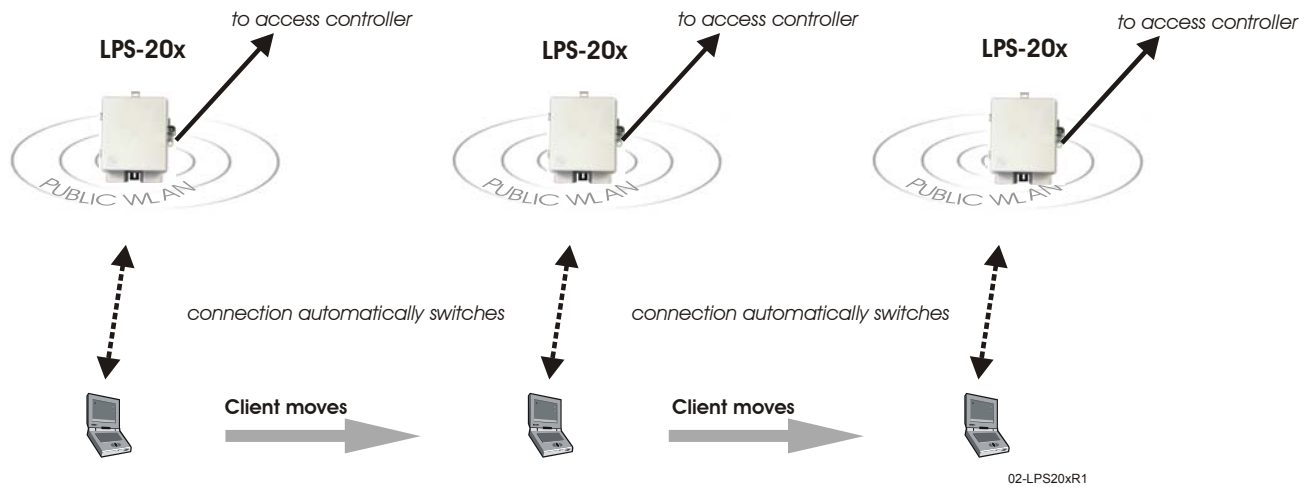 to access controller
to access controller
to access controller
LPS-20x
LPS-20x
LPS-20x
PUBLIC WLAN
PUBLIC WLAN
PUBLIC WLAN
connection automatically switches
connection automatically switches
Client moves
Client moves
02-LPS20xR1